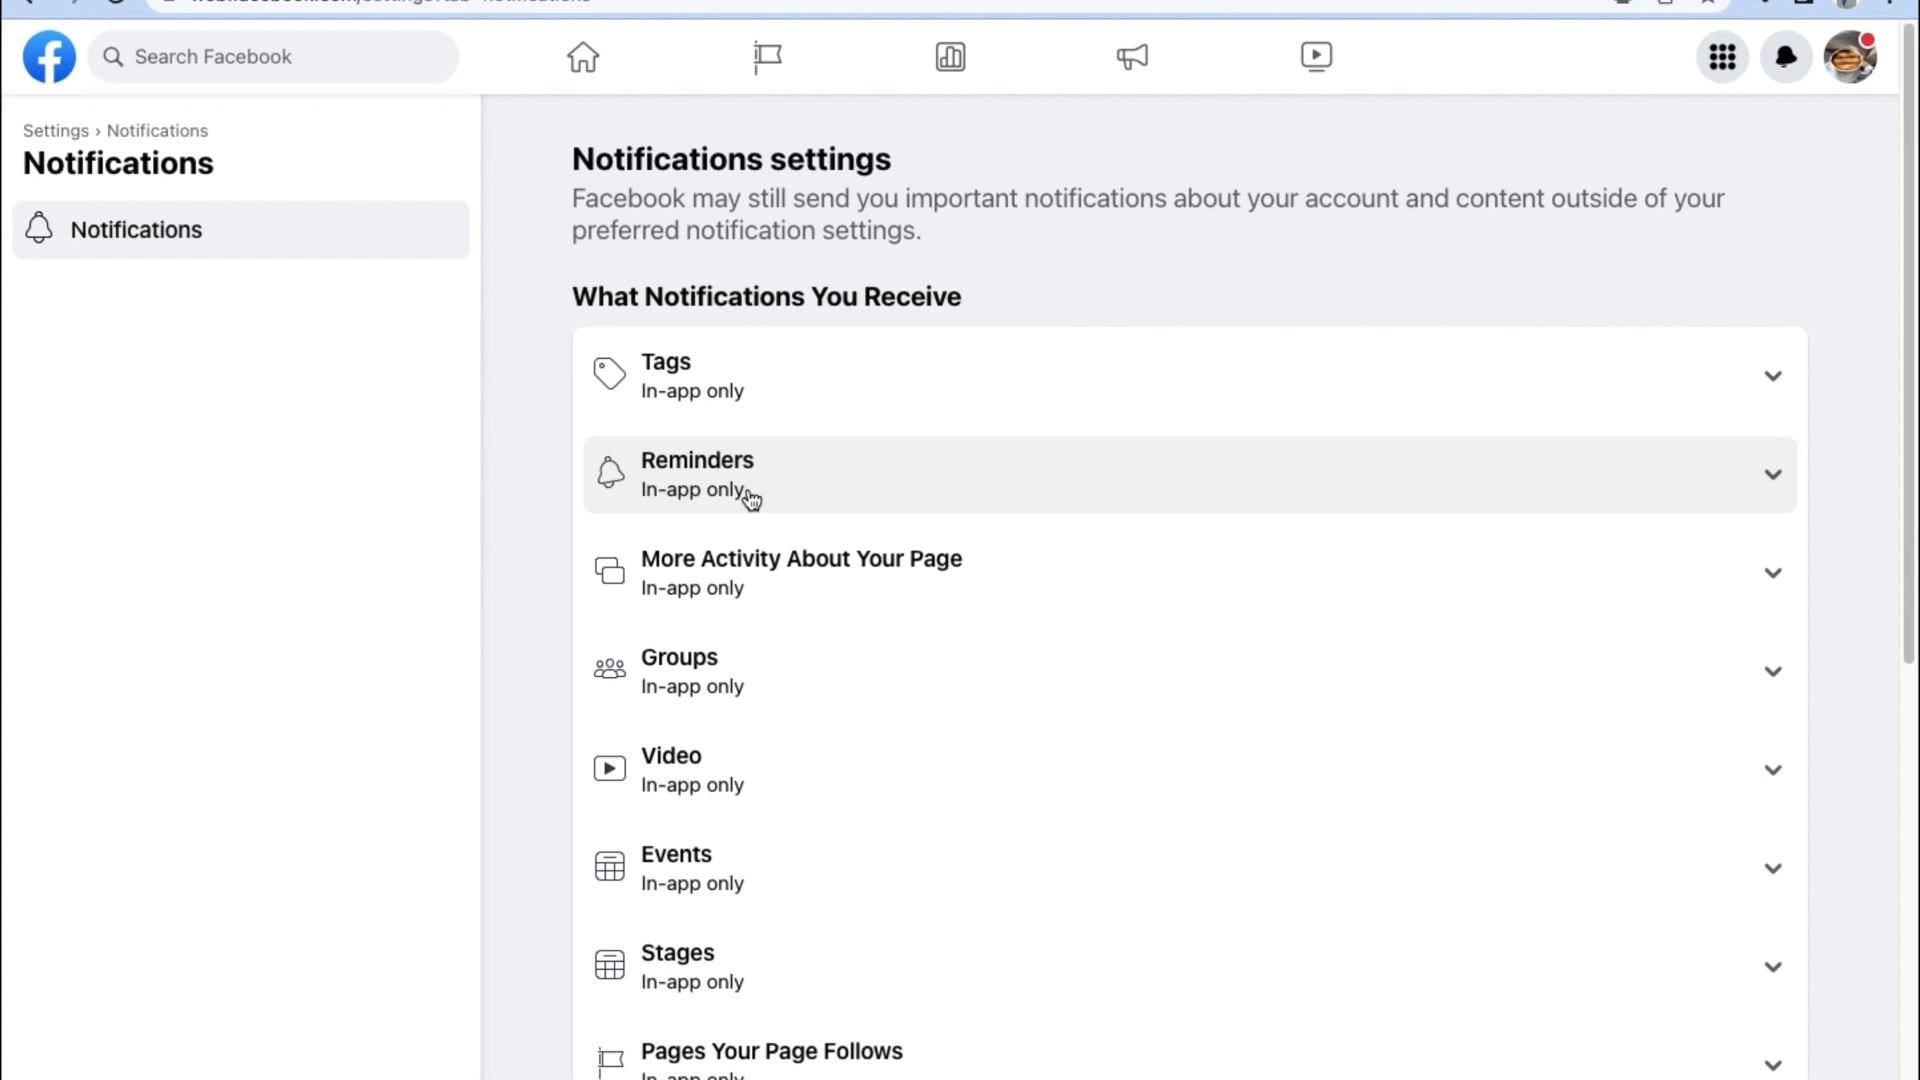 Search Facebook
Settings › Notifications
Notifications
Notifications
Notifications settings
Facebook may still send you important notifications about your account and content outside of your
preferred notification settings.
What Notifications You Receive
Tags
In-app only
Reminders
In-app only
More Activity About Your Page
In-app only
Groups
In-app only
Video
In-app only
Events
In-app only
Stages
In-app only
Pages Your Page Follows
In-app only